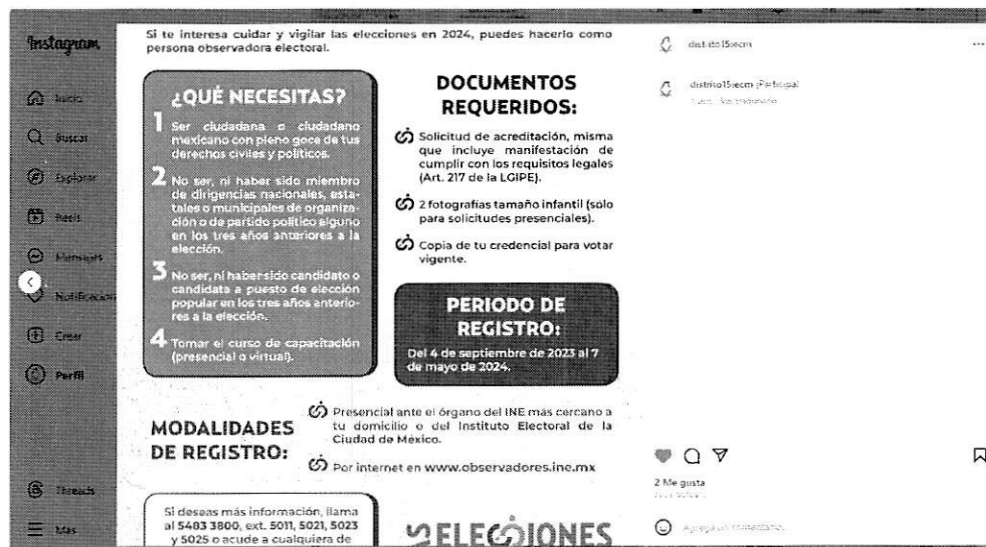 Instagram
Inicio
Buscar
Explorar
Reels
Mensajes
Notificacion
Crear
Perfil
Threads
Más
Si te interesa cuidar y vigilar las elecciones en 2024, puedes hacerlo como
persona observadora electoral.
¿QUÉ NECESITAS?
1 Ser ciudadana o ciudadano
mexicano con pleno goce de tus
derechos civiles y políticos.
2 No ser, ni haber sido miembro
de dirigencias nacionales, esta-
tales o municipales de organiza-
ción o de partido político alguno
en los tres años anteriores a la
elección.
3 No ser, ni haber sido candidato o
candidata a puesto de elección
popular en los tres años anterio-
res a la elección.
4 Tomar el curso de capacitación
(presencial o virtual).
DOCUMENTOS
REQUERIDOS:
Solicitud de acreditación, misma
que incluye manifestación de
cumplir con los requisitos legales
(Art. 217 de la LGIPE).
2 fotografías tamaño infantil (sólo
para solicitudes presenciales).
Copia de tu credencial para votar
vigente.
PERIODO DE
REGISTRO:
Del 4 de septiembre de 2023 al 7
de mayo de 2024.
MODALIDADES
DE REGISTRO:
Presencial ante el órgano del INE más cercano a
tu domicilio o del Instituto Electoral de la
Ciudad de México.
Por internet en www.observadores.ine.mx
Si deseas más información, llama
al 5483 3800, ext. 5011, 5021, 5023
y 5025 o acude a cualquiera de
ELECCIONES
distrito15iecm
distrito15iecm ¡Participa!
2 Me gusta
Agrega un comentario...